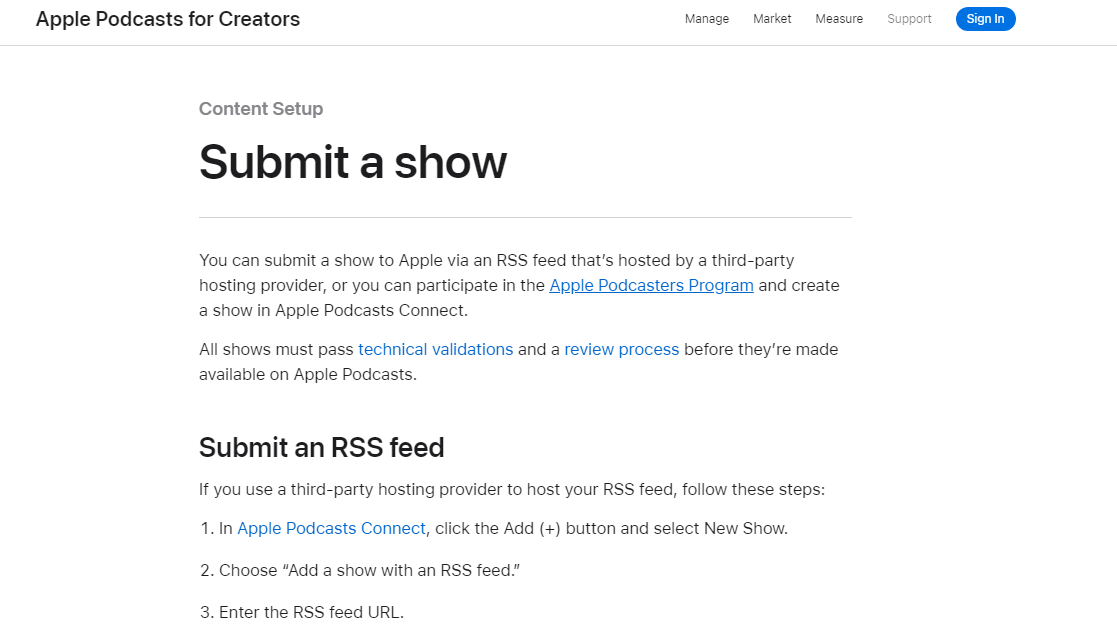 Apple Podcasts for Creators
Manage Market Measure Support Sign In
Content Setup
Submit a show
You can submit a show to Apple via an RSS feed that’s hosted by a third-party
hosting provider, or you can participate in the Apple Podcasters Program and create
a show in Apple Podcasts Connect.
All shows must pass technical validations and a review process before they’re made
available on Apple Podcasts.
Submit an RSS feed
If you use a third-party hosting provider to host your RSS feed, follow these steps:
1. In Apple Podcasts Connect, click the Add (+) button and select New Show.
2. Choose “Add a show with an RSS feed.”
3. Enter the RSS feed URL.